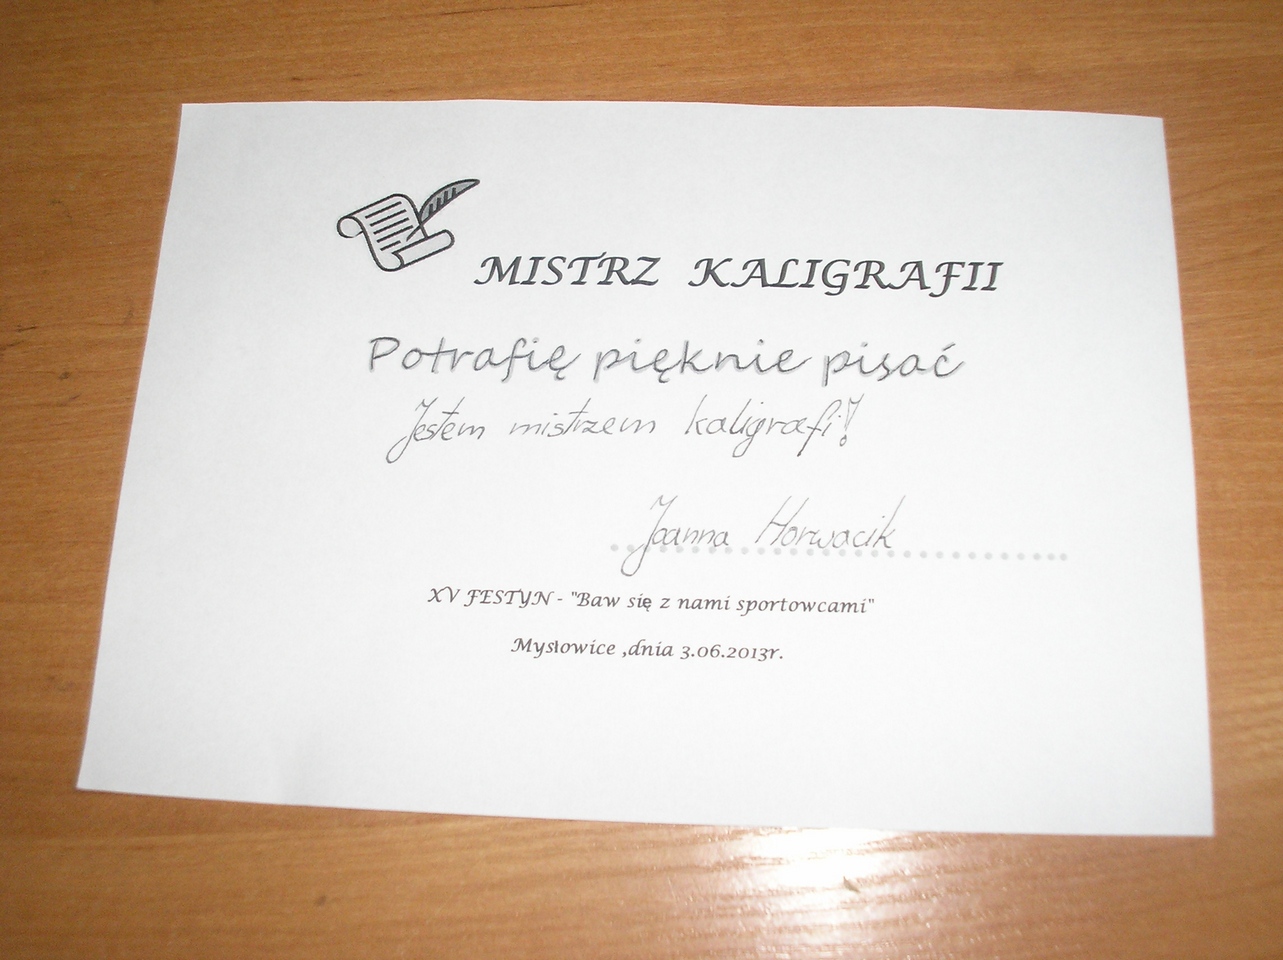 MISTRZ KALIGRAFII
Potrafię pięknie pisać
Jestem mistrzem kaligrafi!
Joanna Horwacik
XV FESTYN - "Baw się z nami sportowcami"
Mysłowice ,dnia 3.06.2013r.